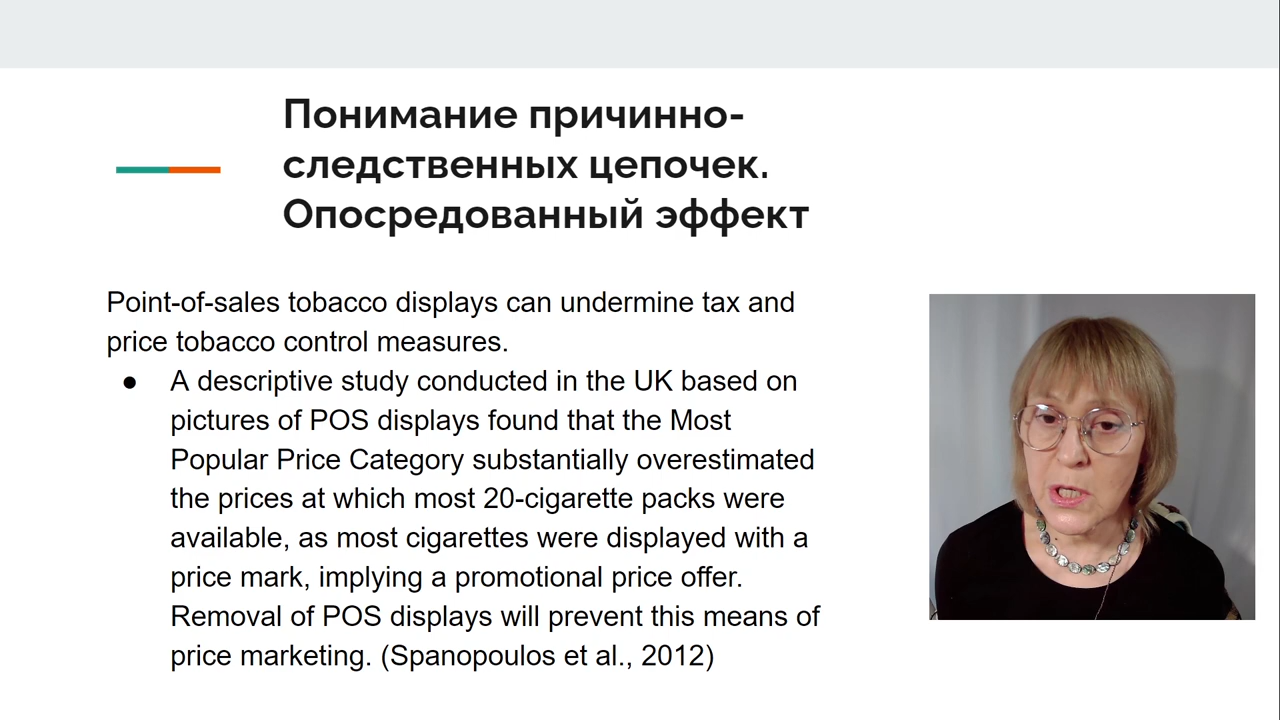 Понимание причинно-
следственных цепочек.
Опосредованный эффект
Point-of-sales tobacco displays can undermine tax and
price tobacco control measures.
● A descriptive study conducted in the UK based on
pictures of POS displays found that the Most
Popular Price Category substantially overestimated
the prices at which most 20-cigarette packs were
available, as most cigarettes were displayed with a
price mark, implying a promotional price offer.
Removal of POS displays will prevent this means of
price marketing. (Spanopoulos et al., 2012)